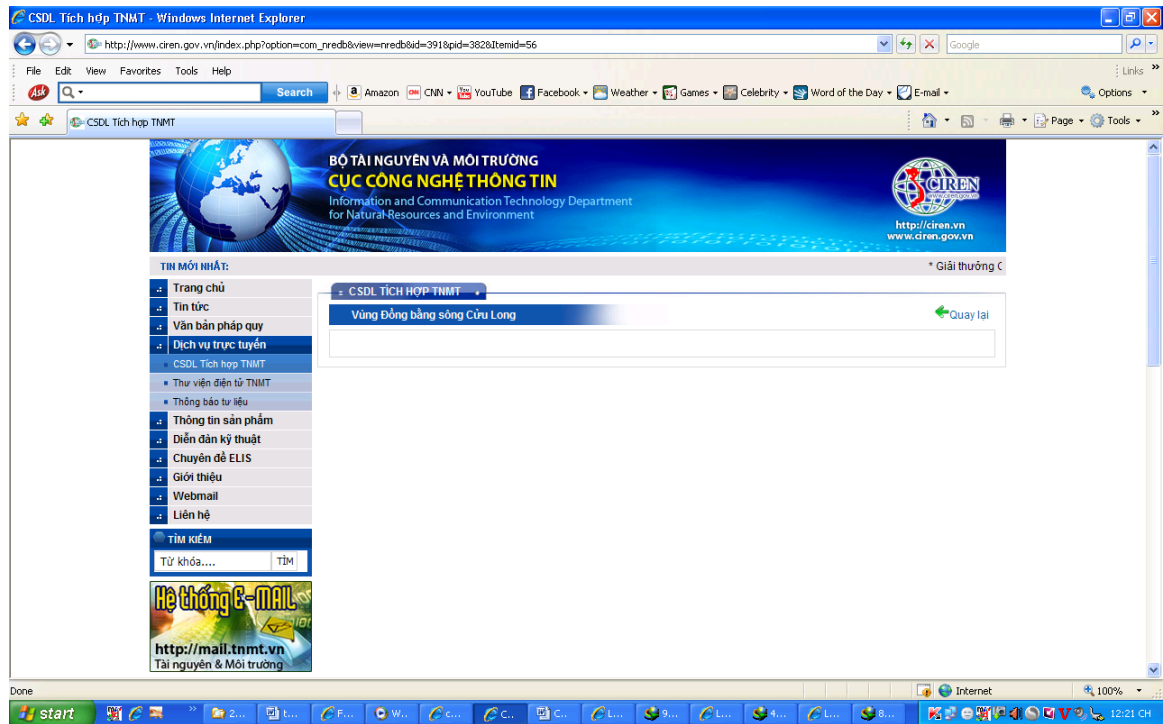 CSDL Tích hợp TNMT - Windows Internet Explorer
http://www.ciren.gov.vn/index.php?option=com_nredb&view=nredb&id=391&pid=382&Itemid=56
Google
File Edit View Favorites Tools Help
Links »
Ask Search Amazon CNN YouTube Facebook Weather Games Celebrity Word of the Day E-mail Options
CSDL Tích hợp TNMT
Page Tools »
BỘ TÀI NGUYÊN VÀ MÔI TRƯỜNG
CỤC CÔNG NGHỆ THÔNG TIN
Information and Communication Technology Department
for Natural Resources and Environment
CIREN
http://ciren.vn
www.ciren.gov.vn
TIN MỚI NHẤT:
* Giải thưởng C
Trang chủ
Tin tức
Văn bản pháp quy
Dịch vụ trực tuyến
CSDL Tích hợp TNMT
Thư viện điện tử TNMT
Thông báo tư liệu
Thông tin sản phẩm
Diễn đàn kỹ thuật
Chuyên đề ELIS
Giới thiệu
Webmail
Liên hệ
CSDL TÍCH HỢP TNMT
Vùng Đồng bằng sông Cửu Long
Quay lại
TÌM KIẾM
Từ khóa.... TÌM
Hệ thống E-MAIL
http://mail.tnmt.vn
Tài nguyên & Môi trường
Done
Internet
100%
start » 2... t... F... W... c... C... C... L... 9... L... 4... L... 8... 12:21 CH